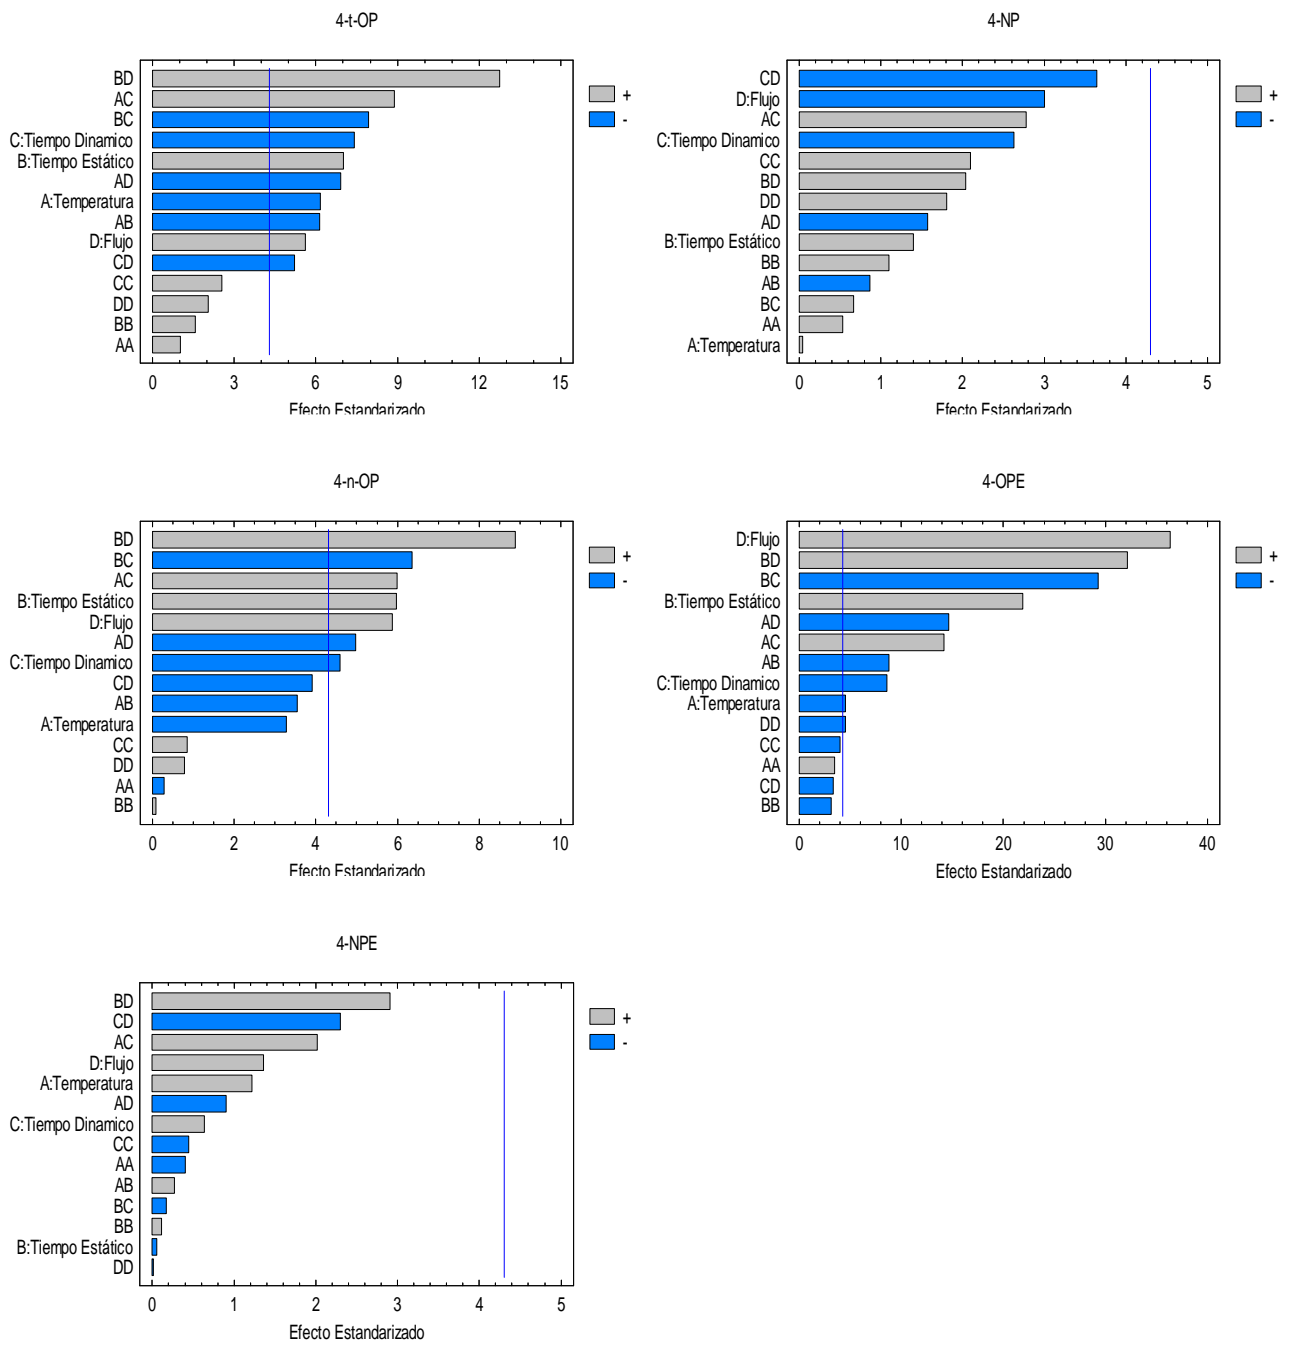 4-t-OP
BD
AC
BC
C:Tiempo Dinamico
B:Tiempo Estático
AD
A:Temperatura
AB
D:Flujo
CD
CC
DD
BB
AA
0 3 6 9 12 15
Efecto Estandarizado
+
-
4-NP
CD
D:Flujo
AC
C:Tiempo Dinamico
CC
BD
DD
AD
B:Tiempo Estático
BB
AB
BC
AA
A:Temperatura
0 1 2 3 4 5
Efecto Estandarizado
+
-
4-n-OP
BD
BC
AC
B:Tiempo Estático
D:Flujo
AD
C:Tiempo Dinamico
CD
AB
A:Temperatura
CC
DD
AA
BB
0 2 4 6 8 10
Efecto Estandarizado
+
-
4-OPE
D:Flujo
BD
BC
B:Tiempo Estático
AD
AC
AB
C:Tiempo Dinamico
A:Temperatura
DD
CC
AA
CD
BB
0 10 20 30 40
Efecto Estandarizado
+
-
4-NPE
BD
CD
AC
D:Flujo
A:Temperatura
AD
C:Tiempo Dinamico
CC
AA
AB
BC
BB
B:Tiempo Estático
DD
0 1 2 3 4 5
Efecto Estandarizado
+
-